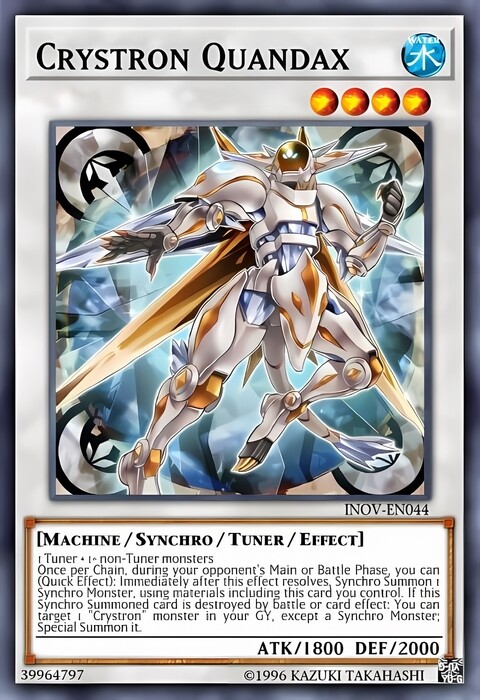 CRYSTRON QUANDAX
WATER
水
INOV-EN044
[MACHINE / SYNCHRO / TUNER / EFFECT]
1 Tuner + 1+ non-Tuner monsters
Once per Chain, during your opponent's Main or Battle Phase, you can
(Quick Effect): Immediately after this effect resolves, Synchro Summon 1
Synchro Monster, using materials including this card you control. If this
Synchro Summoned card is destroyed by battle or card effect: You can
target 1 "Crystron" monster in your GY, except a Synchro Monster;
Special Summon it.
ATK/1800 DEF/2000
39964797
©1996 KAZUKI TAKAHASHI